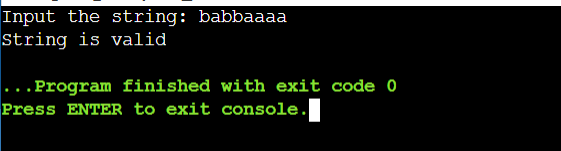 Input the string: babbaaaa
String is valid
...Program finished with exit code 0
Press ENTER to exit console.